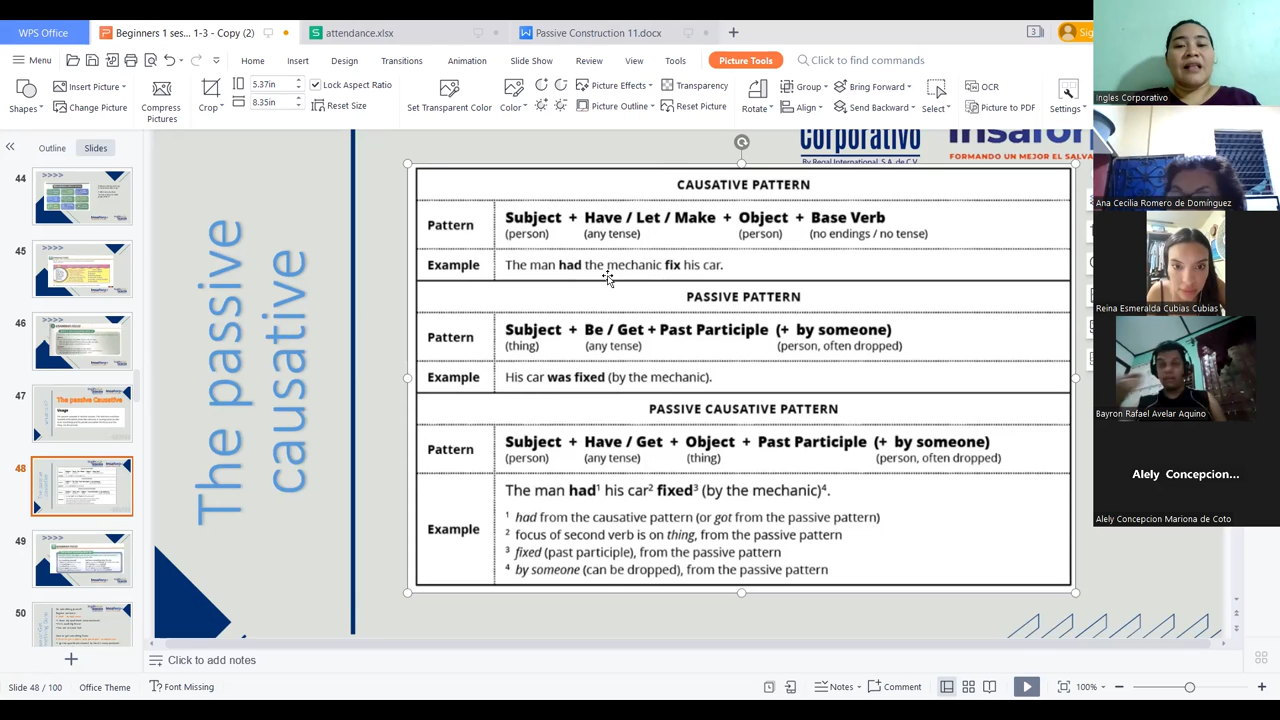 WPS Office
Beginners 1 ses... 1-3 - Copy (2)
attendance.xlsx
Passive Construction 11.docx
3
Menu
Home
Insert
Design
Transitions
Animation
Slide Show
Review
View
Tools
Picture Tools
Click to find commands
Shapes
Insert Picture
Change Picture
Compress
Pictures
Crop
5.37in
8.35in
Lock Aspect Ratio
Reset Size
Set Transparent Color
Color
Picture Effects
Picture Outline
Transparency
Reset Picture
Rotate
Group
Align
Bring Forward
Send Backward
Select
OCR
Picture to PDF
Settings
Outline
Slides
44
45
46
47
The passive Causative
Usage
48
49
50
The passive
causative
corporativo
By Regal International, S.A. de C.V.
FORMANDO UN MEJOR EL SALVA
CAUSATIVE PATTERN
Pattern
Subject + Have / Let / Make + Object + Base Verb
(person) (any tense) (person) (no endings / no tense)
Example
The man had the mechanic fix his car.
PASSIVE PATTERN
Pattern
Subject + Be / Get + Past Participle (+ by someone)
(thing) (any tense) (person, often dropped)
Example
His car was fixed (by the mechanic).
PASSIVE CAUSATIVE PATTERN
Pattern
Subject + Have / Get + Object + Past Participle (+ by someone)
(person) (any tense) (thing) (person, often dropped)
Example
The man had¹ his car² fixed³ (by the mechanic)⁴.
¹ had from the causative pattern (or got from the passive pattern)
² focus of second verb is on thing, from the passive pattern
³ fixed (past participle), from the passive pattern
⁴ by someone (can be dropped), from the passive pattern
Click to add notes
Slide 48 / 100
Office Theme
Font Missing
Notes
Comment
100%
Ingles Corporativo
Ana Cecilia Romero de Domínguez
Reina Esmeralda Cubias Cubias
Bayron Rafael Avelar Aquino
Alely Concepcion...
Alely Concepcion Mariona de Coto